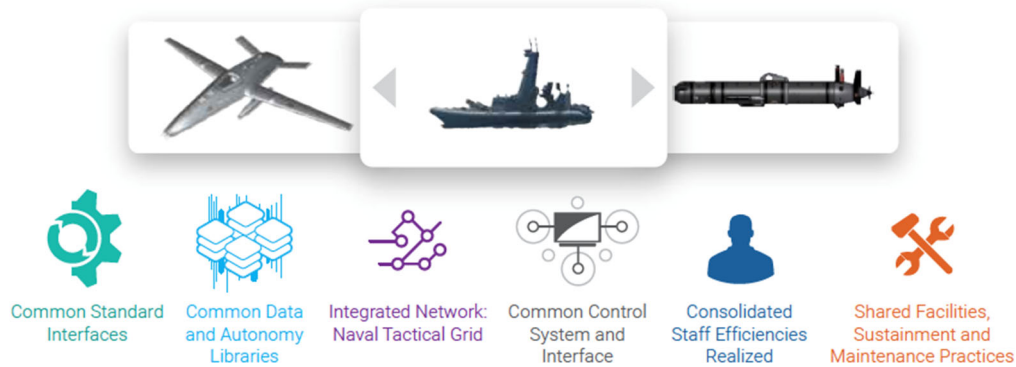 Common Standard
Interfaces
Common Data
and Autonomy
Libraries
Integrated Network:
Naval Tactical Grid
Common Control
System and
Interface
Consolidated
Staff Efficiencies
Realized
Shared Facilities,
Sustainment and
Maintenance Practices